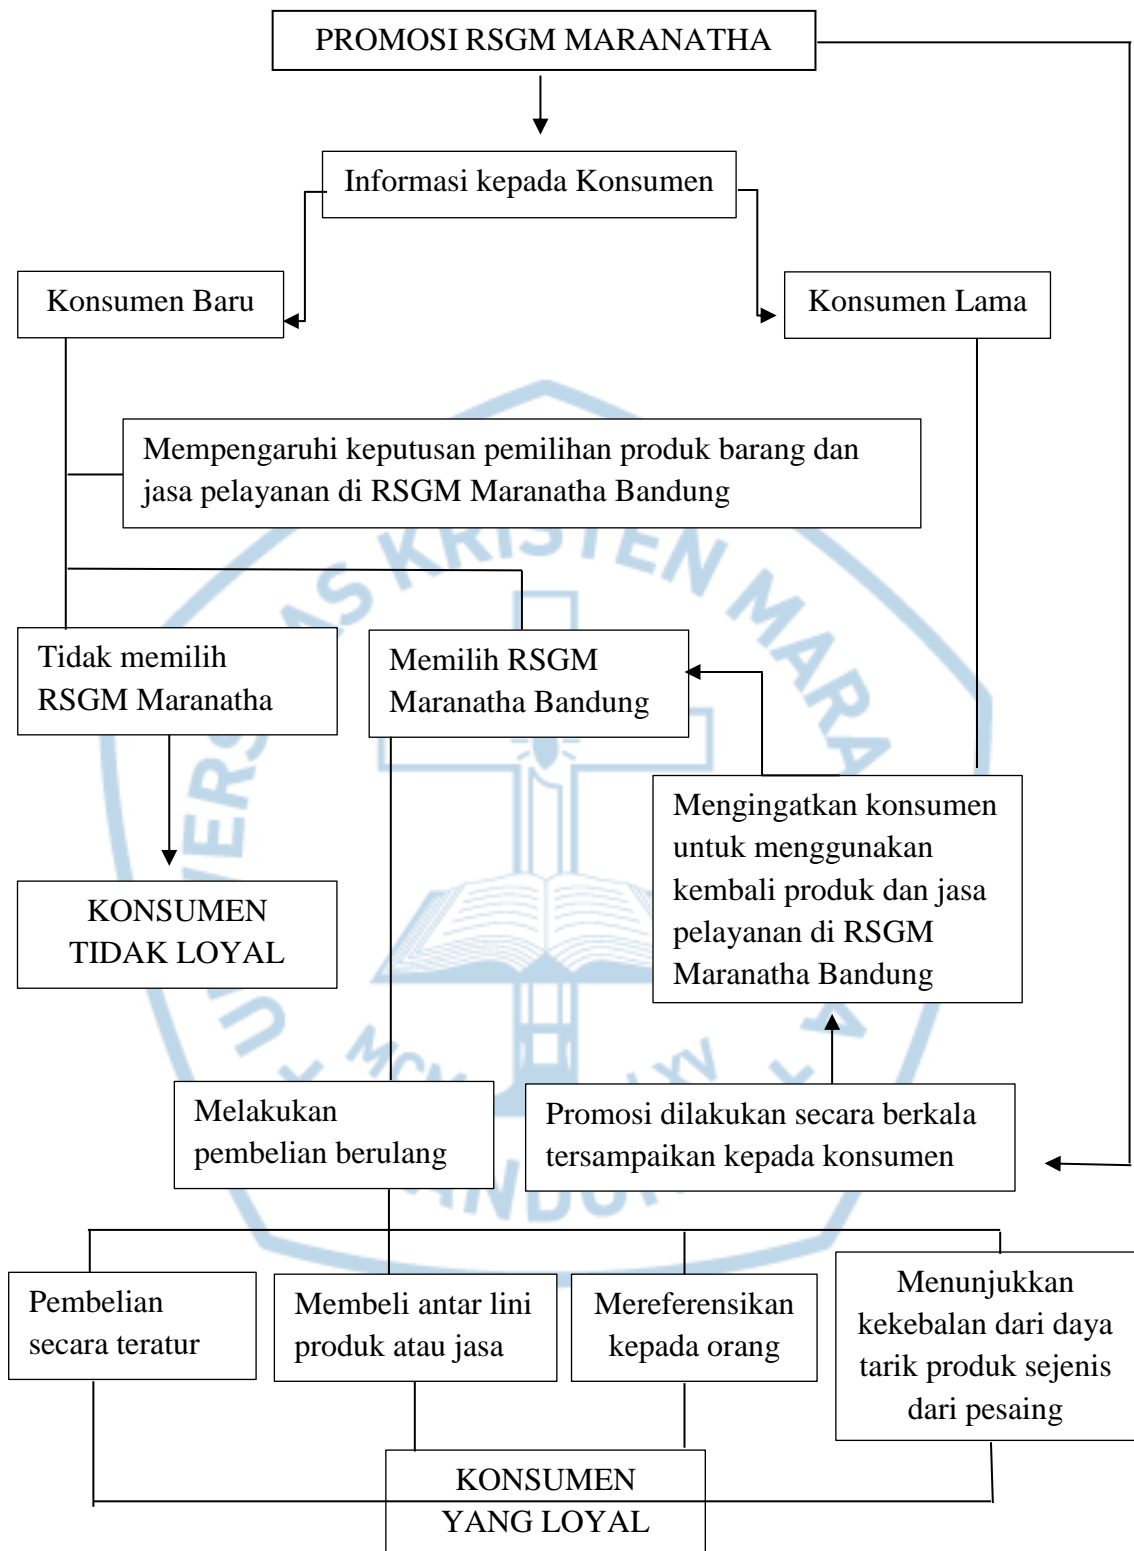 PROMOSI RSGM MARANATHA
Informasi kepada Konsumen
Konsumen Baru
Konsumen Lama
Mempengaruhi keputusan pemilihan produk barang dan
jasa pelayanan di RSGM Maranatha Bandung
Tidak memilih
RSGM Maranatha
Memilih RSGM
Maranatha Bandung
Mengingatkan konsumen
untuk menggunakan
kembali produk dan jasa
pelayanan di RSGM
Maranatha Bandung
KONSUMEN
TIDAK LOYAL
Melakukan
pembelian berulang
Promosi dilakukan secara berkala
tersampaikan kepada konsumen
Pembelian
secara teratur
Membeli antar lini
produk atau jasa
Mereferensikan
kepada orang
Menunjukkan
kekebalan dari daya
tarik produk sejenis
dari pesaing
KONSUMEN
YANG LOYAL
KRISTEN